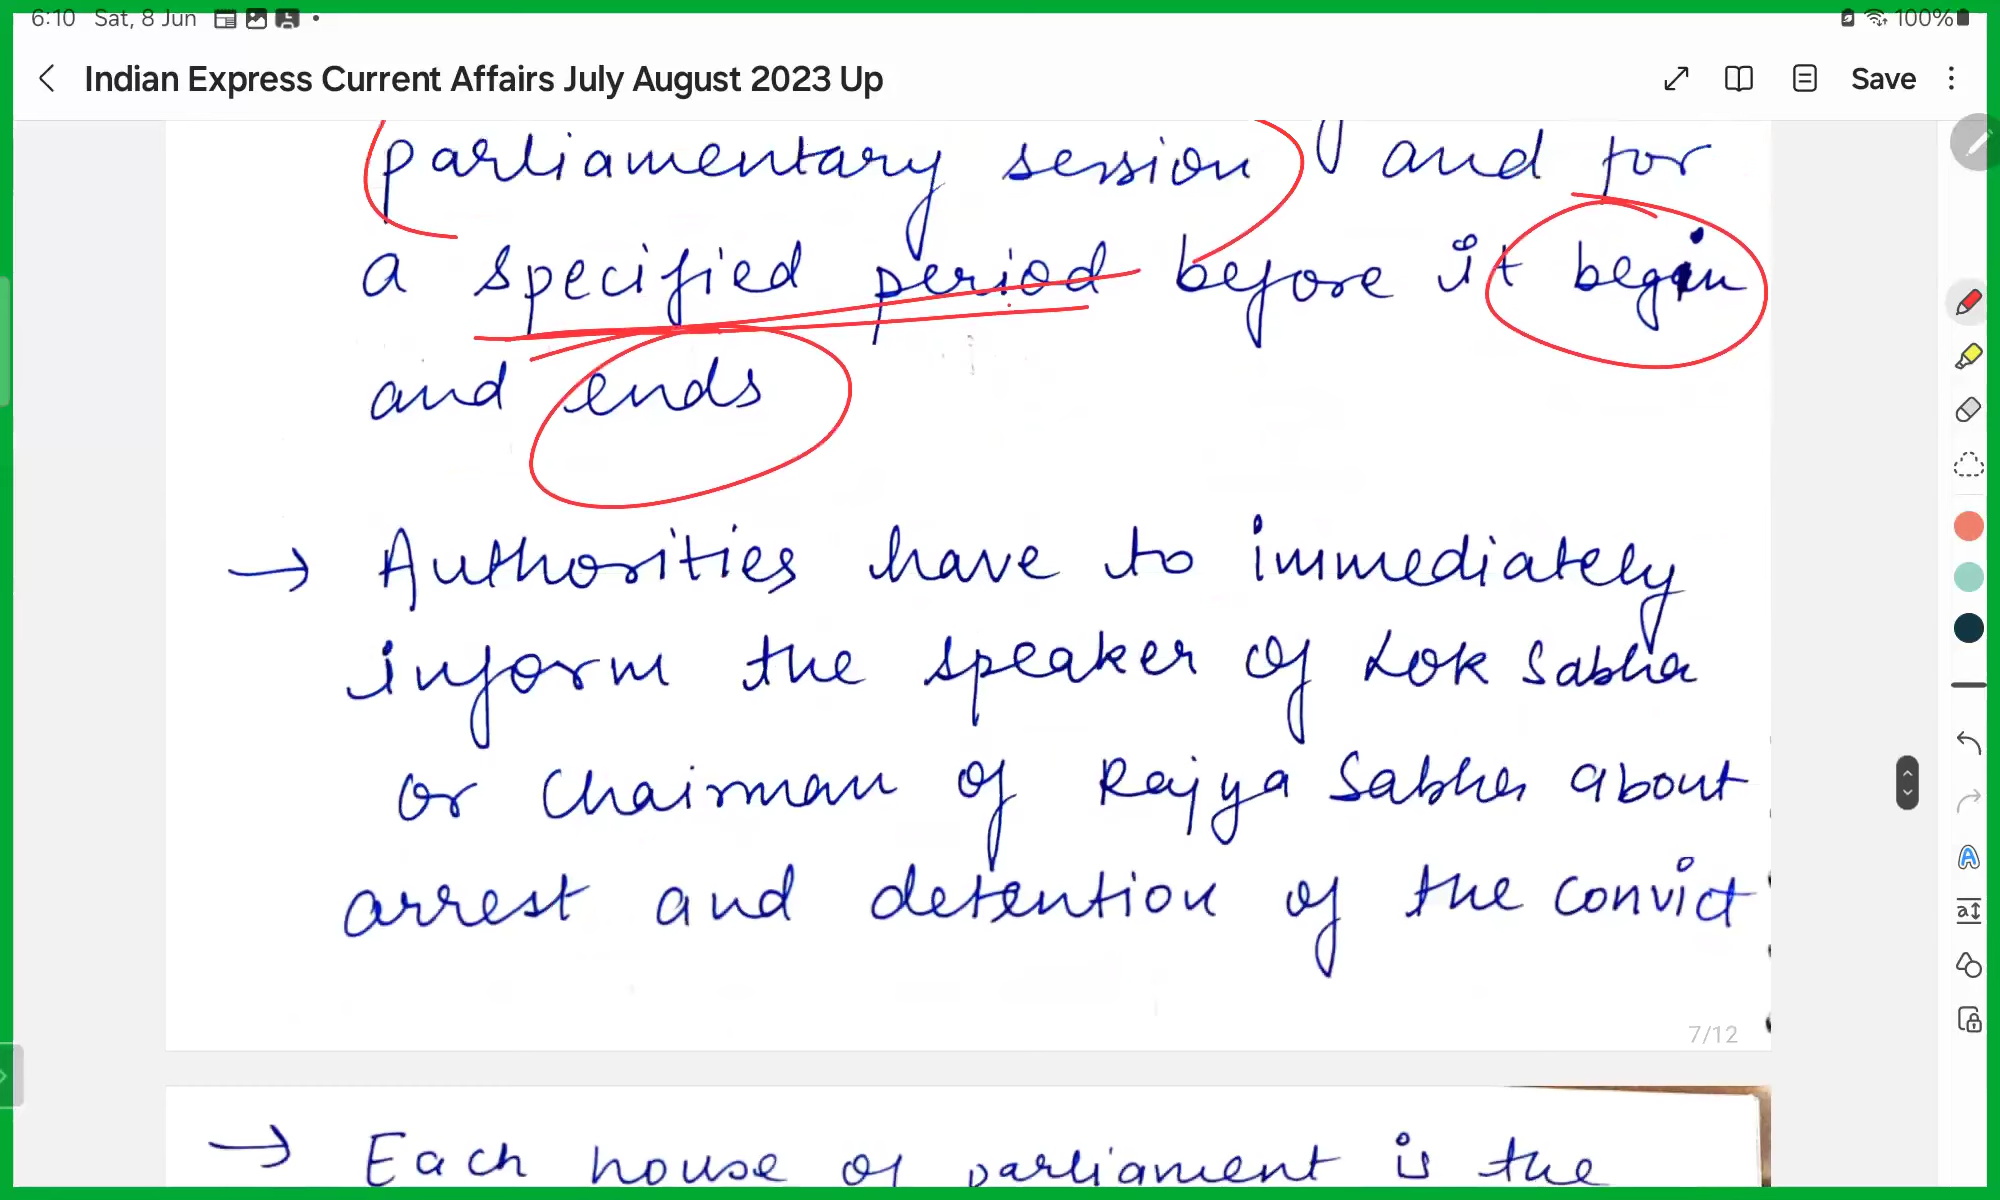 6:10 Sat, 8 Jun 100%
Indian Express Current Affairs July August 2023 Up Save
parliamentary session and for
a specified period before it begin
and ends
→ Authorities have to immediately
inform the speaker of Lok Sabha
or Chairman of Rajya Sabha about
arrest and detention of the convict
7/12
→ Each house of parliament is the